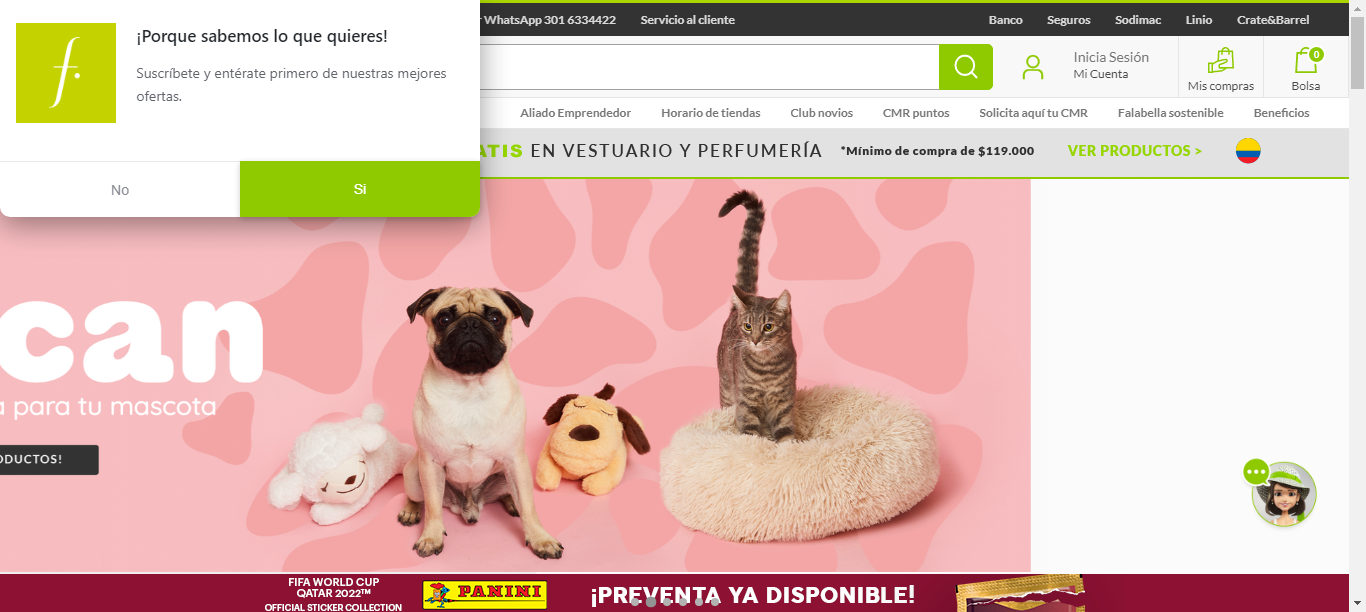 ¡Porque sabemos lo que quieres!
Suscríbete y entérate primero de nuestras mejores
ofertas.
No
Si
WhatsApp 301 6334422
Servicio al cliente
Banco
Seguros
Sodimac
Linio
Crate&Barrel
Inicia Sesión
Mi Cuenta
Mis compras
0
Bolsa
Aliado Emprendedor
Horario de tiendas
Club novios
CMR puntos
Solicita aquí tu CMR
Falabella sostenible
Beneficios
ATIS EN VESTUARIO Y PERFUMERÍA
*Mínimo de compra de $119.000
VER PRODUCTOS >
can
a para tu mascota
ODUCTOS!
FIFA WORLD CUP
QATAR 2022™
OFFICIAL STICKER COLLECTION
PANINI
¡PREVENTA YA DISPONIBLE!